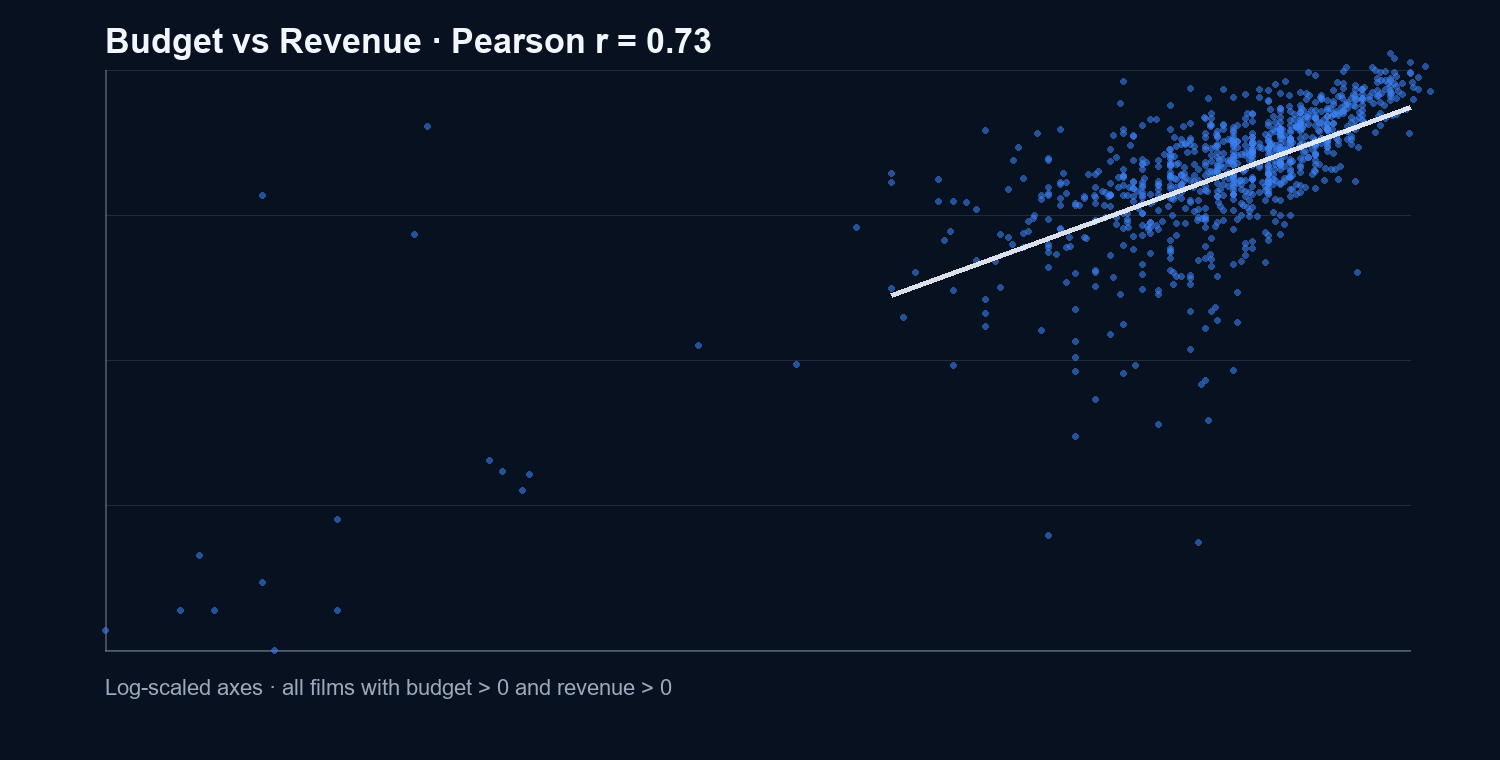 Budget vs Revenue · Pearson r = 0.73
Log-scaled axes · all films with budget > 0 and revenue > 0